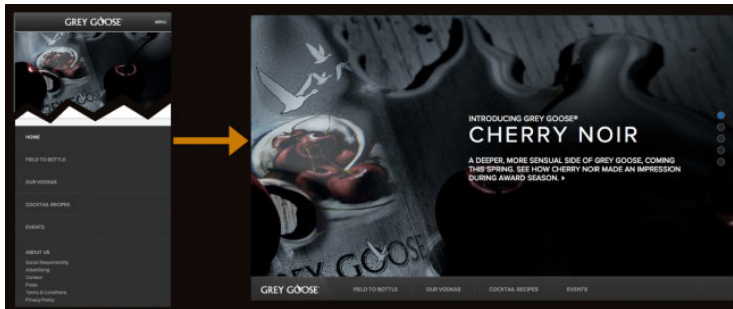 GREY GOOSE
MENU
HOME
FIELD TO BOTTLE
OUR VODKAS
COCKTAIL RECIPES
EVENTS
ABOUT US
Social Responsibility
Advertising
Contact
Press
Terms & Conditions
Privacy Policy
INTRODUCING GREY GOOSE®
CHERRY NOIR
A DEEPER, MORE SENSUAL SIDE OF GREY GOOSE, COMING
THIS SPRING. SEE HOW CHERRY NOIR MADE AN IMPRESSION
DURING AWARD SEASON.
GREY GOOSE
GREY GOOSE
FIELD TO BOTTLE
OUR VODKAS
COCKTAIL RECIPES
EVENTS